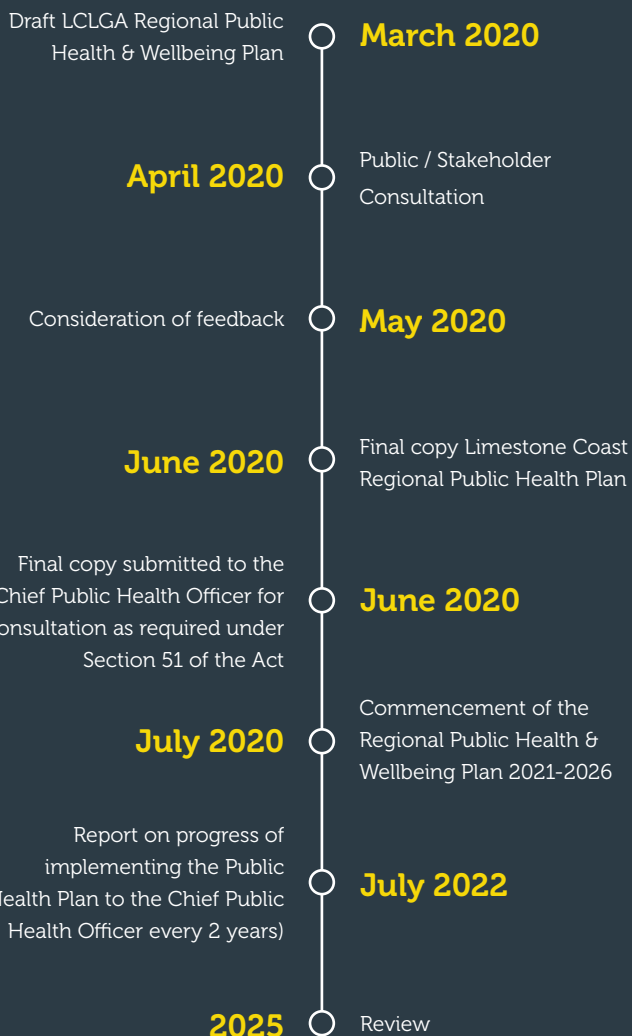 Draft LCLGA Regional Public
Health & Wellbeing Plan
March 2020
April 2020
Public / Stakeholder
Consultation
Consideration of feedback
May 2020
June 2020
Final copy Limestone Coast
Regional Public Health Plan
Final copy submitted to the
Chief Public Health Officer for
consultation as required under
Section 51 of the Act
June 2020
July 2020
Commencement of the
Regional Public Health &
Wellbeing Plan 2021-2026
Report on progress of
implementing the Public
Health Plan to the Chief Public
Health Officer every 2 years)
July 2022
2025
Review